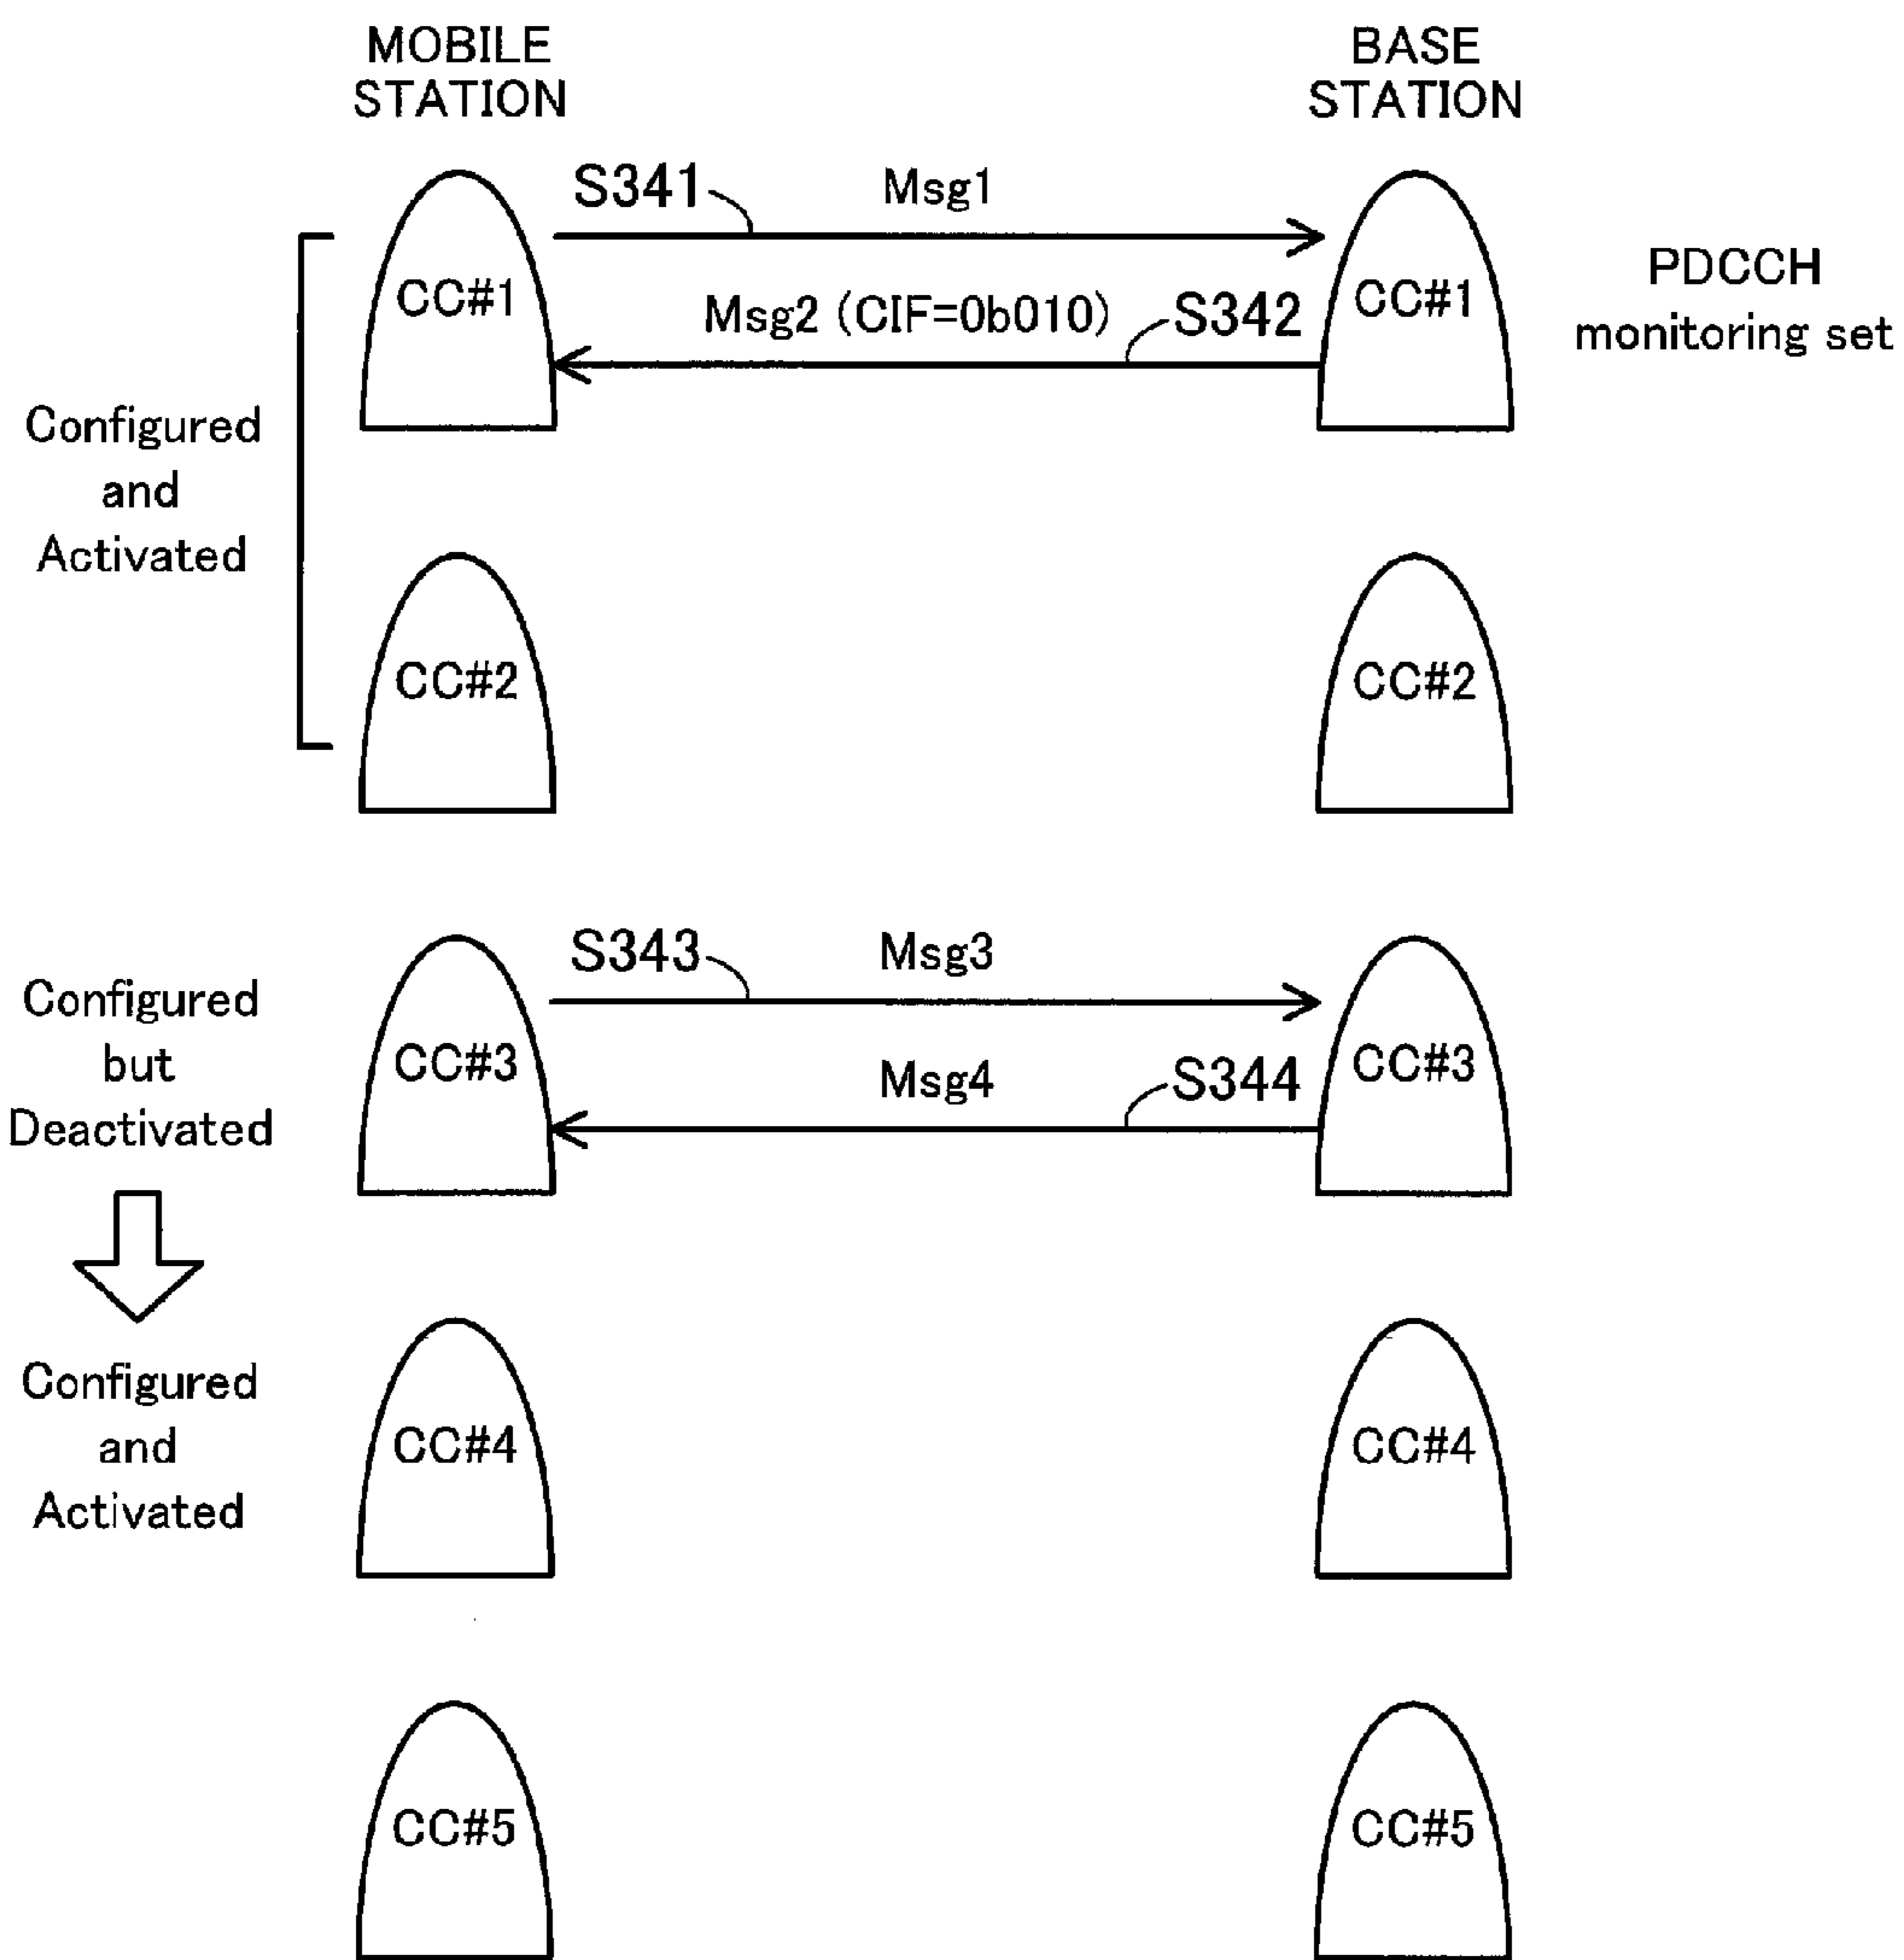 MOBILE
STATION
BASE
STATION
S341
Msg1
CC#1
Msg2 (CIF=0b010)
S342
CC#1
PDCCH
monitoring set
Configured
and
Activated
CC#2
CC#2
S343
Msg3
Configured
but
Deactivated
CC#3
Msg4
S344
CC#3
Configured
and
Activated
CC#4
CC#4
CC#5
CC#5